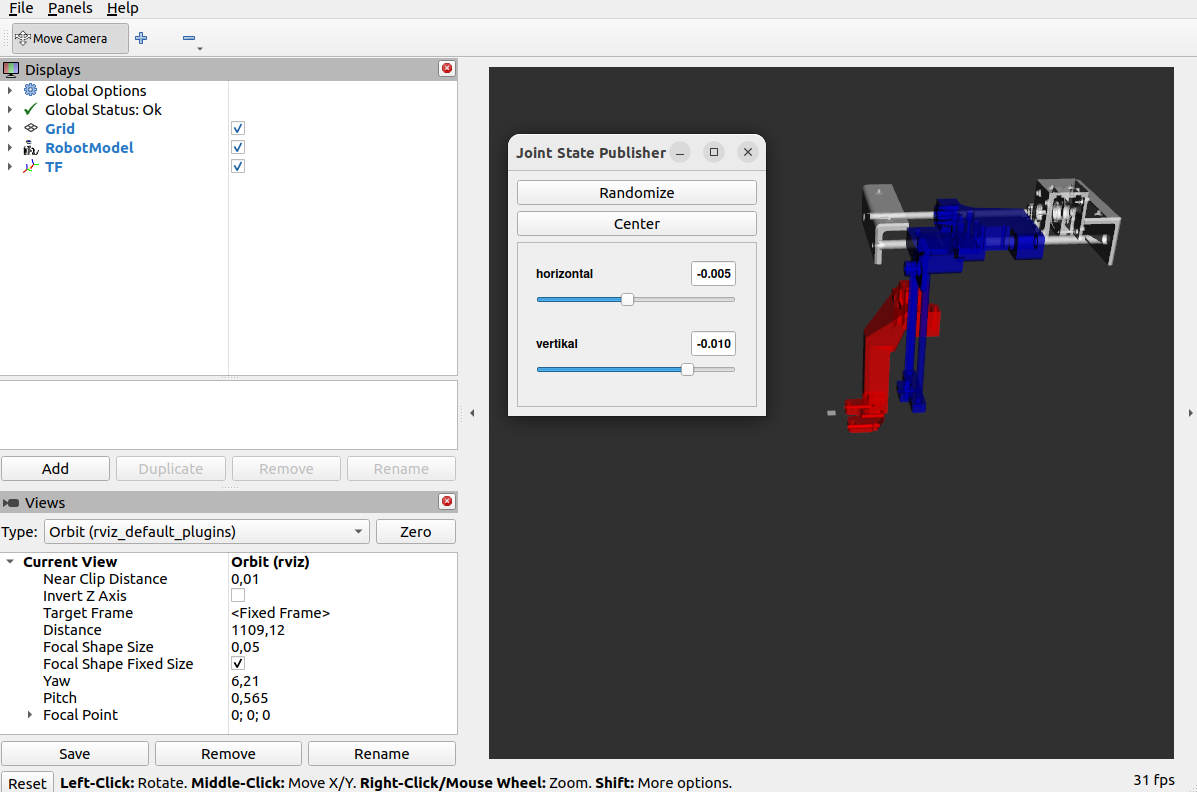 File Panels Help
Move Camera
Displays
Global Options
Global Status: Ok
Grid
RobotModel
TF
Joint State Publisher
Randomize
Center
horizontal -0.005
vertikal -0.010
Add Duplicate Remove Rename
Views
Type: Orbit (rviz_default_plugins) Zero
Current View Orbit (rviz)
Near Clip Distance 0,01
Invert Z Axis
Target Frame <Fixed Frame>
Distance 1109,12
Focal Shape Size 0,05
Focal Shape Fixed Size
Yaw 6,21
Pitch 0,565
Focal Point 0; 0; 0
Save Remove Rename
Reset Left-Click: Rotate. Middle-Click: Move X/Y. Right-Click/Mouse Wheel: Zoom. Shift: More options. 31 fps